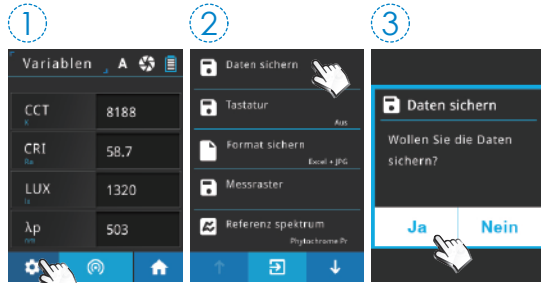 1
2
3
Variablen A
CCT 8188
K
CRI 58.7
Ra
LUX 1320
lx
λp 503
nm
Daten sichern
Tastatur
Aus
Format sichern
Excel + JPG
Messraster
Referenz spektrum
Phytochrome Pr
Daten sichern
Wollen Sie die Daten
sichern?
Ja Nein